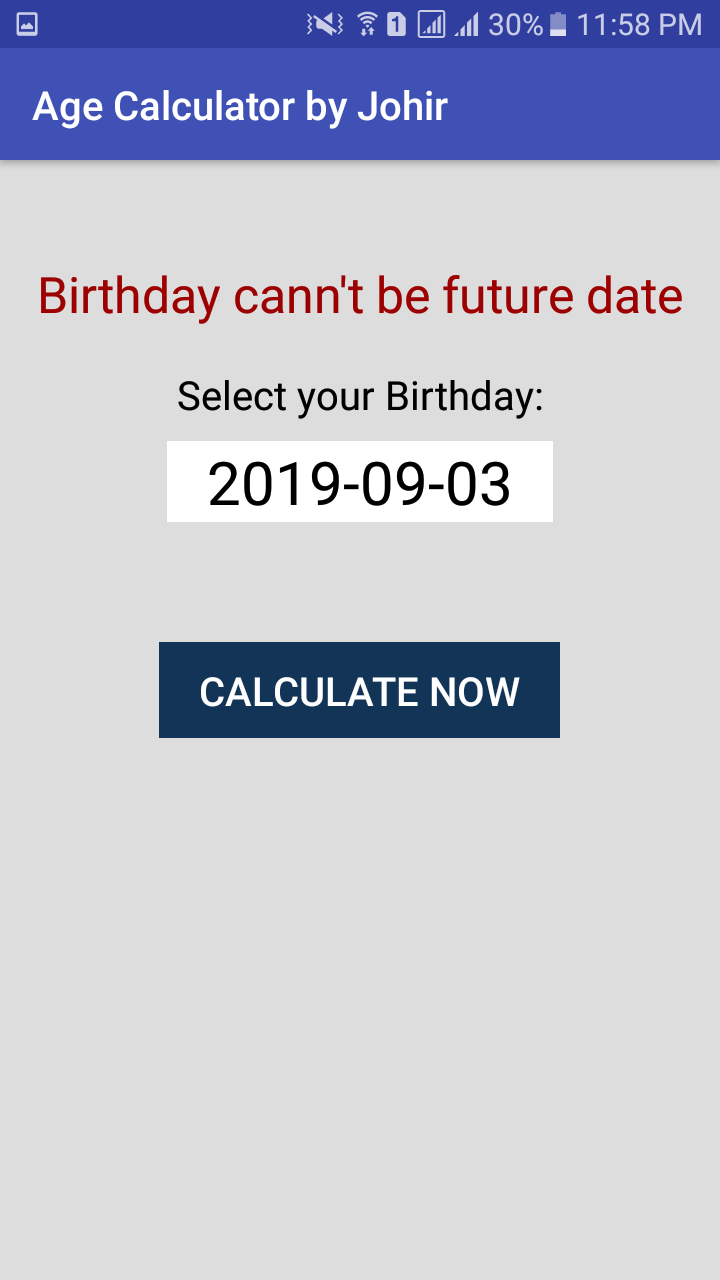 1 30% 11:58 PM
Age Calculator by Johir
Birthday cann't be future date
Select your Birthday:
2019-09-03
CALCULATE NOW